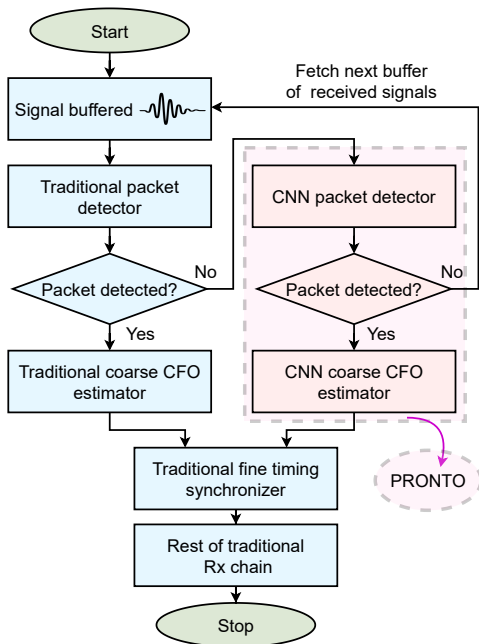 Start
Fetch next buffer
of received signals
Signal buffered
Traditional packet
detector
CNN packet detector
Packet detected?
No
Packet detected?
No
Yes
Yes
Traditional coarse CFO
estimator
CNN coarse CFO
estimator
Traditional fine timing
synchronizer
PRONTO
Rest of traditional
Rx chain
Stop